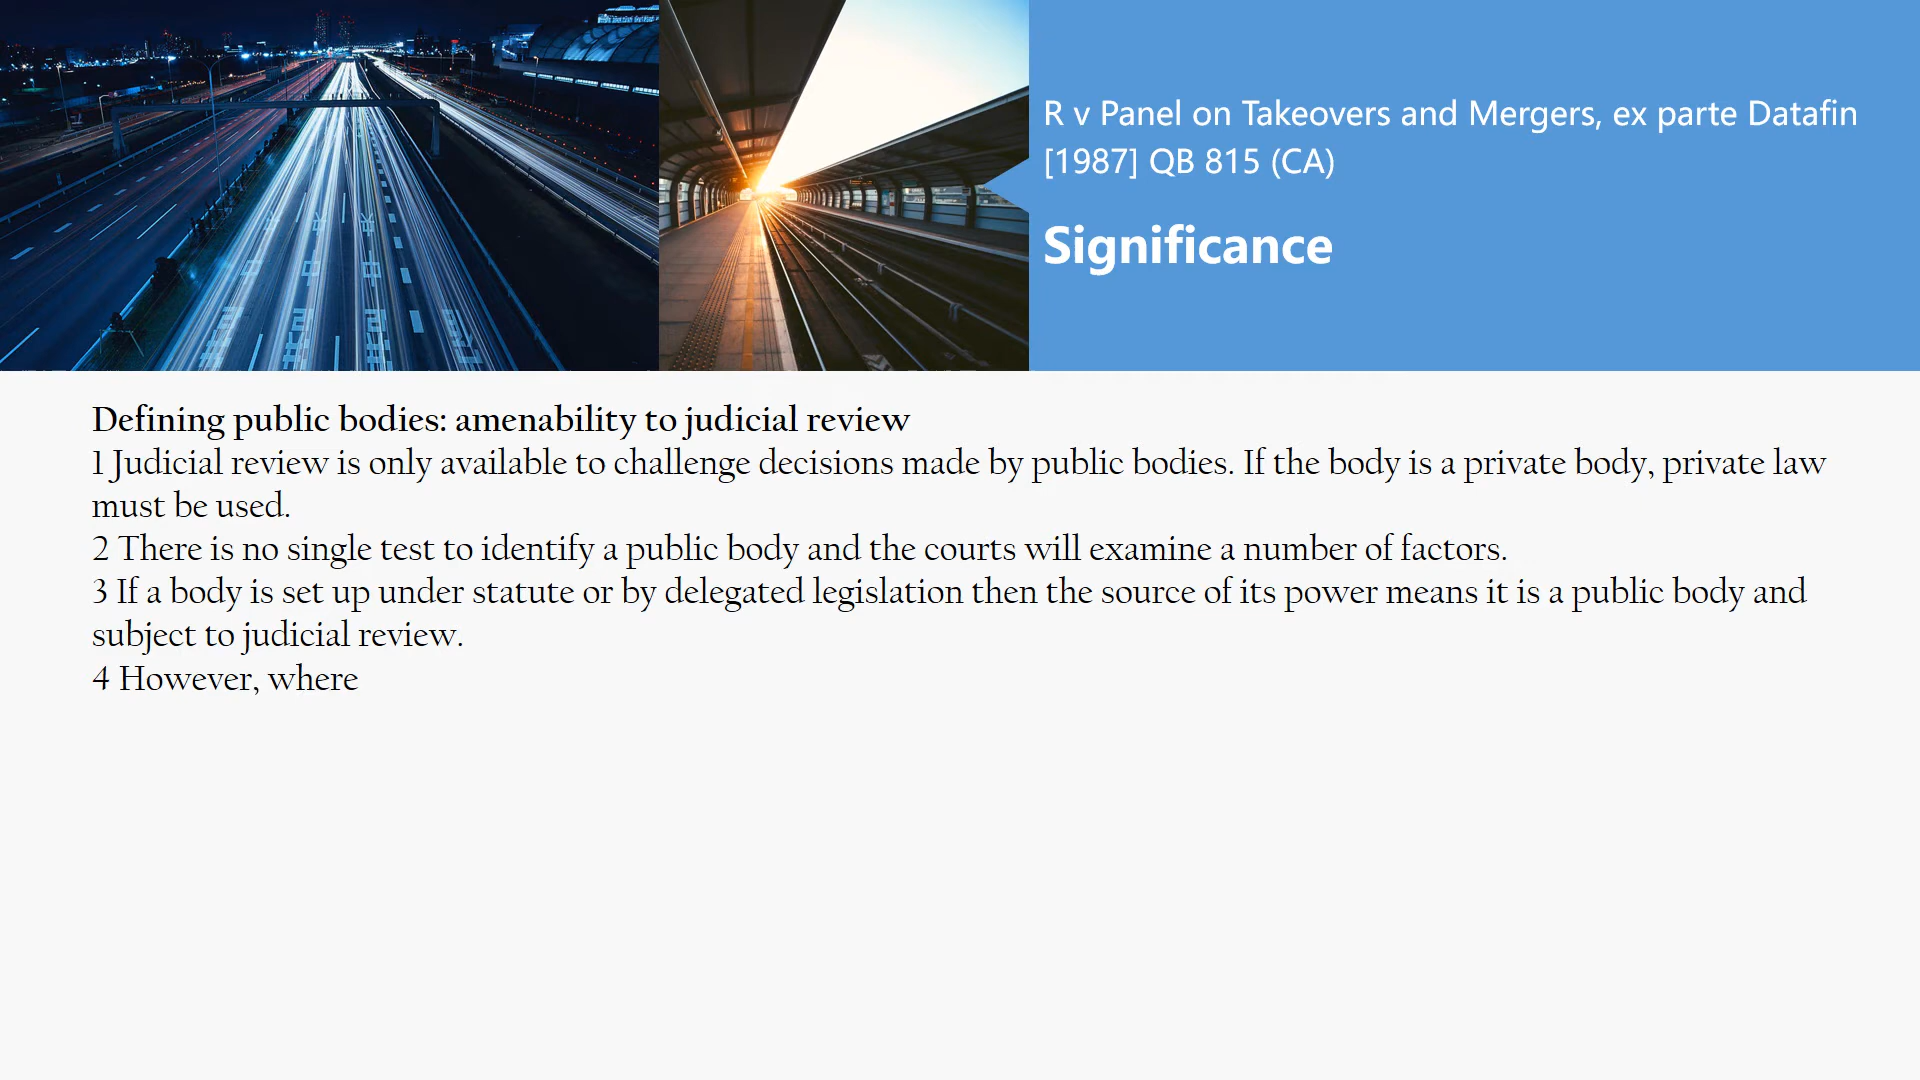 R v Panel on Takeovers and Mergers, ex parte Datafin
[1987] QB 815 (CA)
Significance
Defining public bodies: amenability to judicial review
1 Judicial review is only available to challenge decisions made by public bodies. If the body is a private body, private law
must be used.
2 There is no single test to identify a public body and the courts will examine a number of factors.
3 If a body is set up under statute or by delegated legislation then the source of its power means it is a public body and
subject to judicial review.
4 However, where